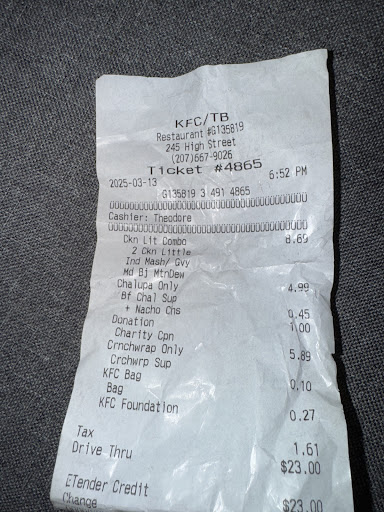 KFC/TB
Restaurant #G135819
245 High Street
(207)667-9026
Ticket #4865
2025-03-13 6:52 PM
G135819 3 491 4865
Cashier: Theodore
Ckn Lit Combo 8.69
2 Ckn Little
Ind Mash/ Gvy
Md Bj MtnDew
Chalupa Only 4.99
Bf Chal Sup
+ Nacho Chs 0.45
Donation 1.00
Charity Cpn
Crnchwrap Only 5.89
Crchwrp Sup
KFC Bag 0.10
Bag
KFC Foundation 0.27
Tax 1.61
Drive Thru $23.00
ETender Credit $23.00
Change